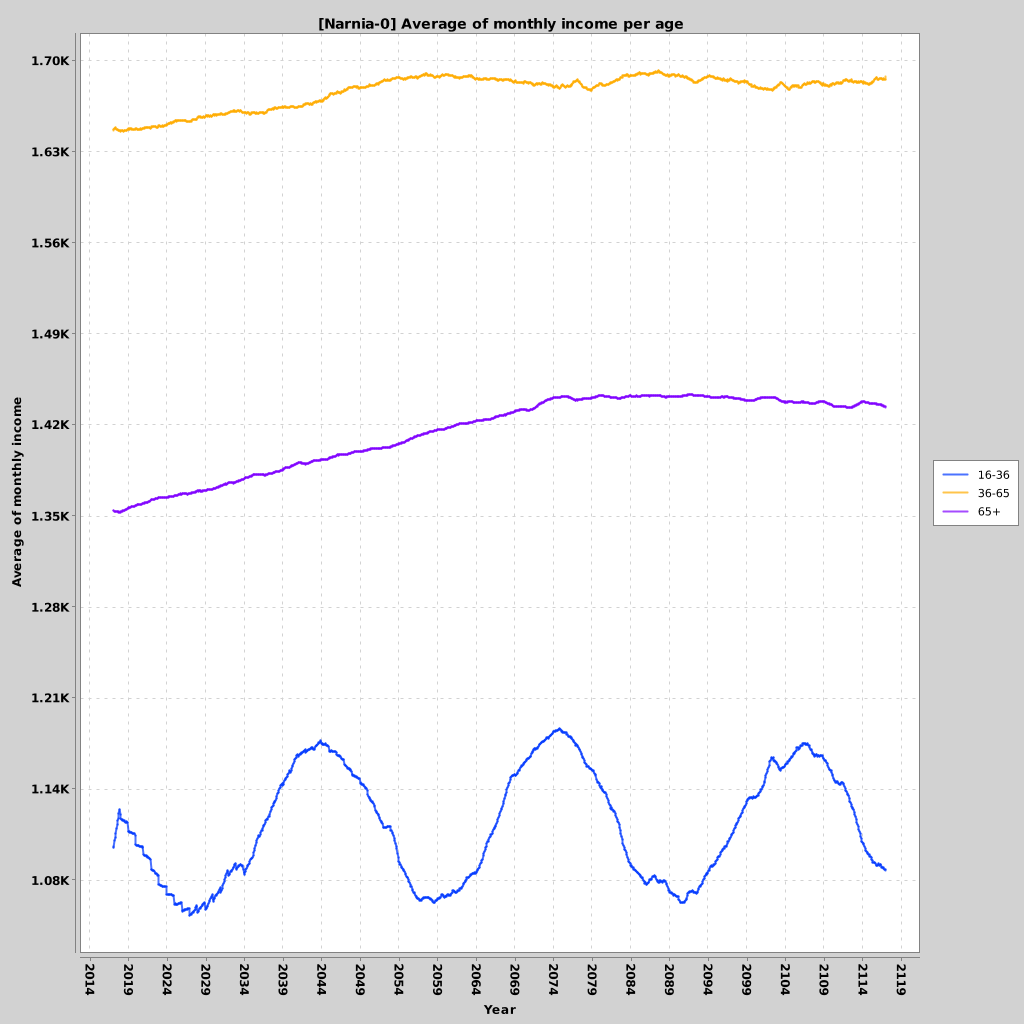 [Narnia-0] Average of monthly income per age
1.70K
1.63K
1.56K
1.49K
1.42K
1.35K
1.28K
1.21K
1.14K
1.08K
Average of monthly income
2014
2019
2024
2029
2034
2039
2044
2049
2054
2059
2064
2069
2074
2079
2084
2089
2094
2099
2104
2109
2114
2119
Year
16-36
36-65
65+